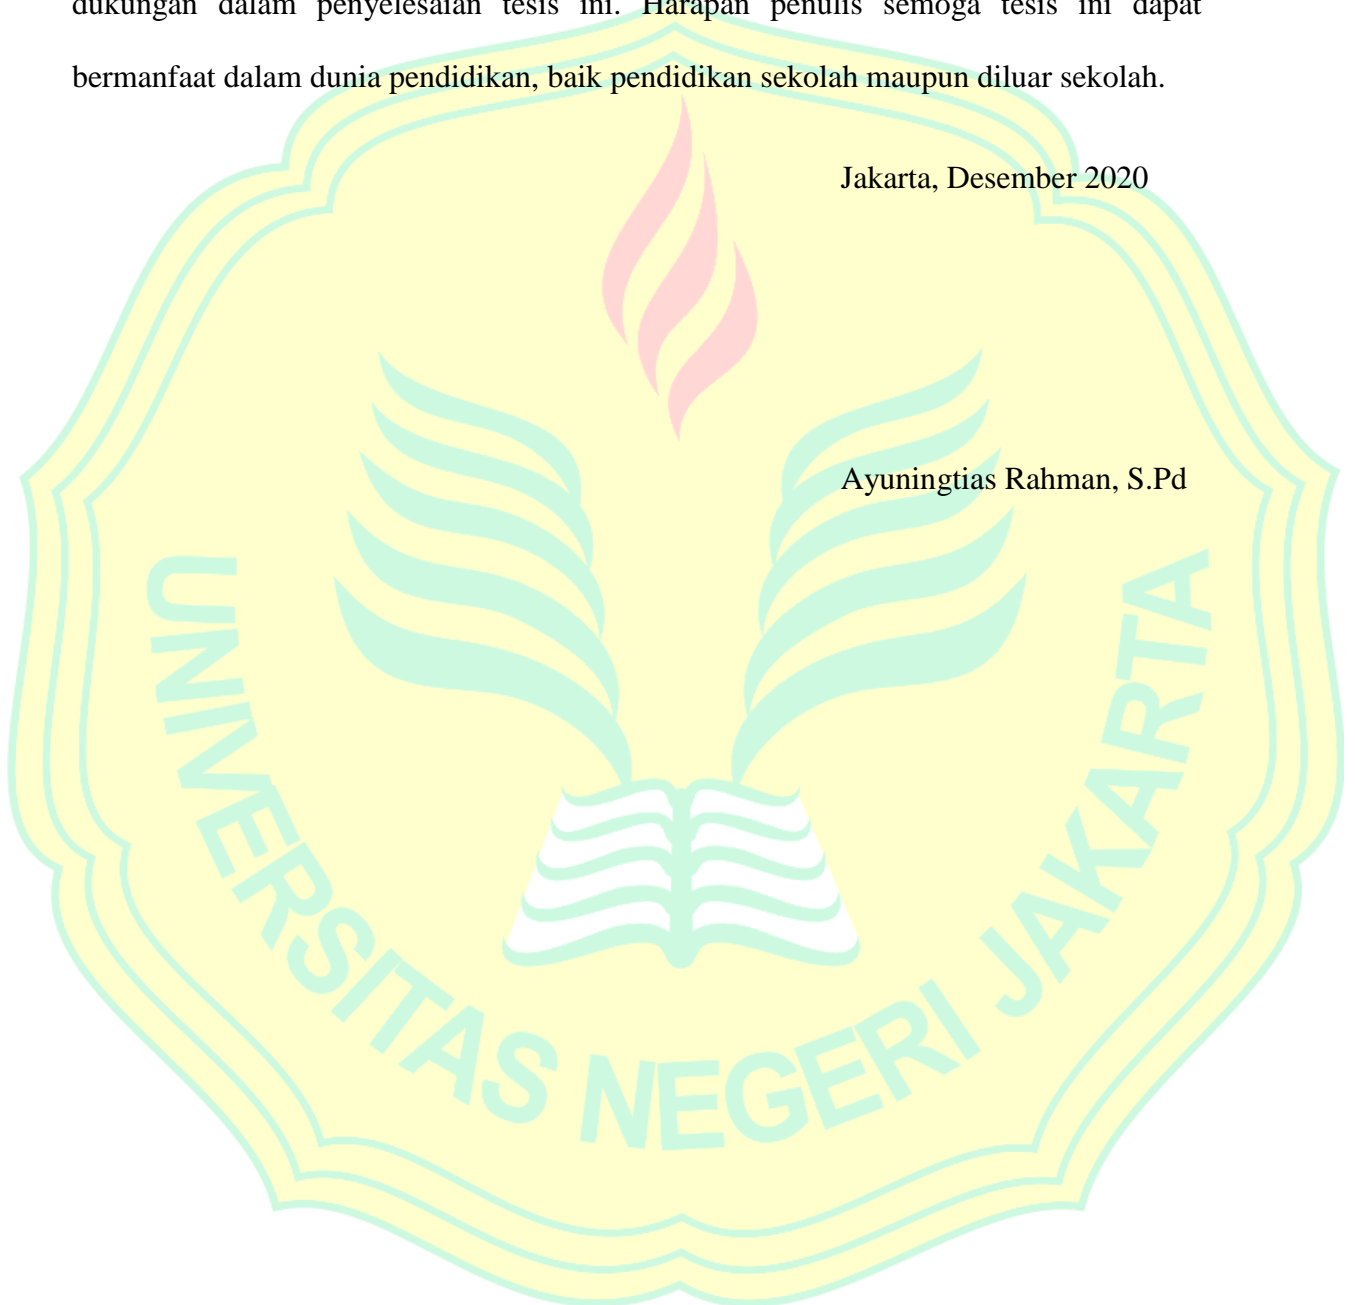 dukungan dalam penyelesaian tesis ini. Harapan penulis semoga tesis ini dapat
bermanfaat dalam dunia pendidikan, baik pendidikan sekolah maupun diluar sekolah.
Jakarta, Desember 2020
Ayuningtias Rahman, S.Pd
UNIVERSITAS NEGERI JAKARTA